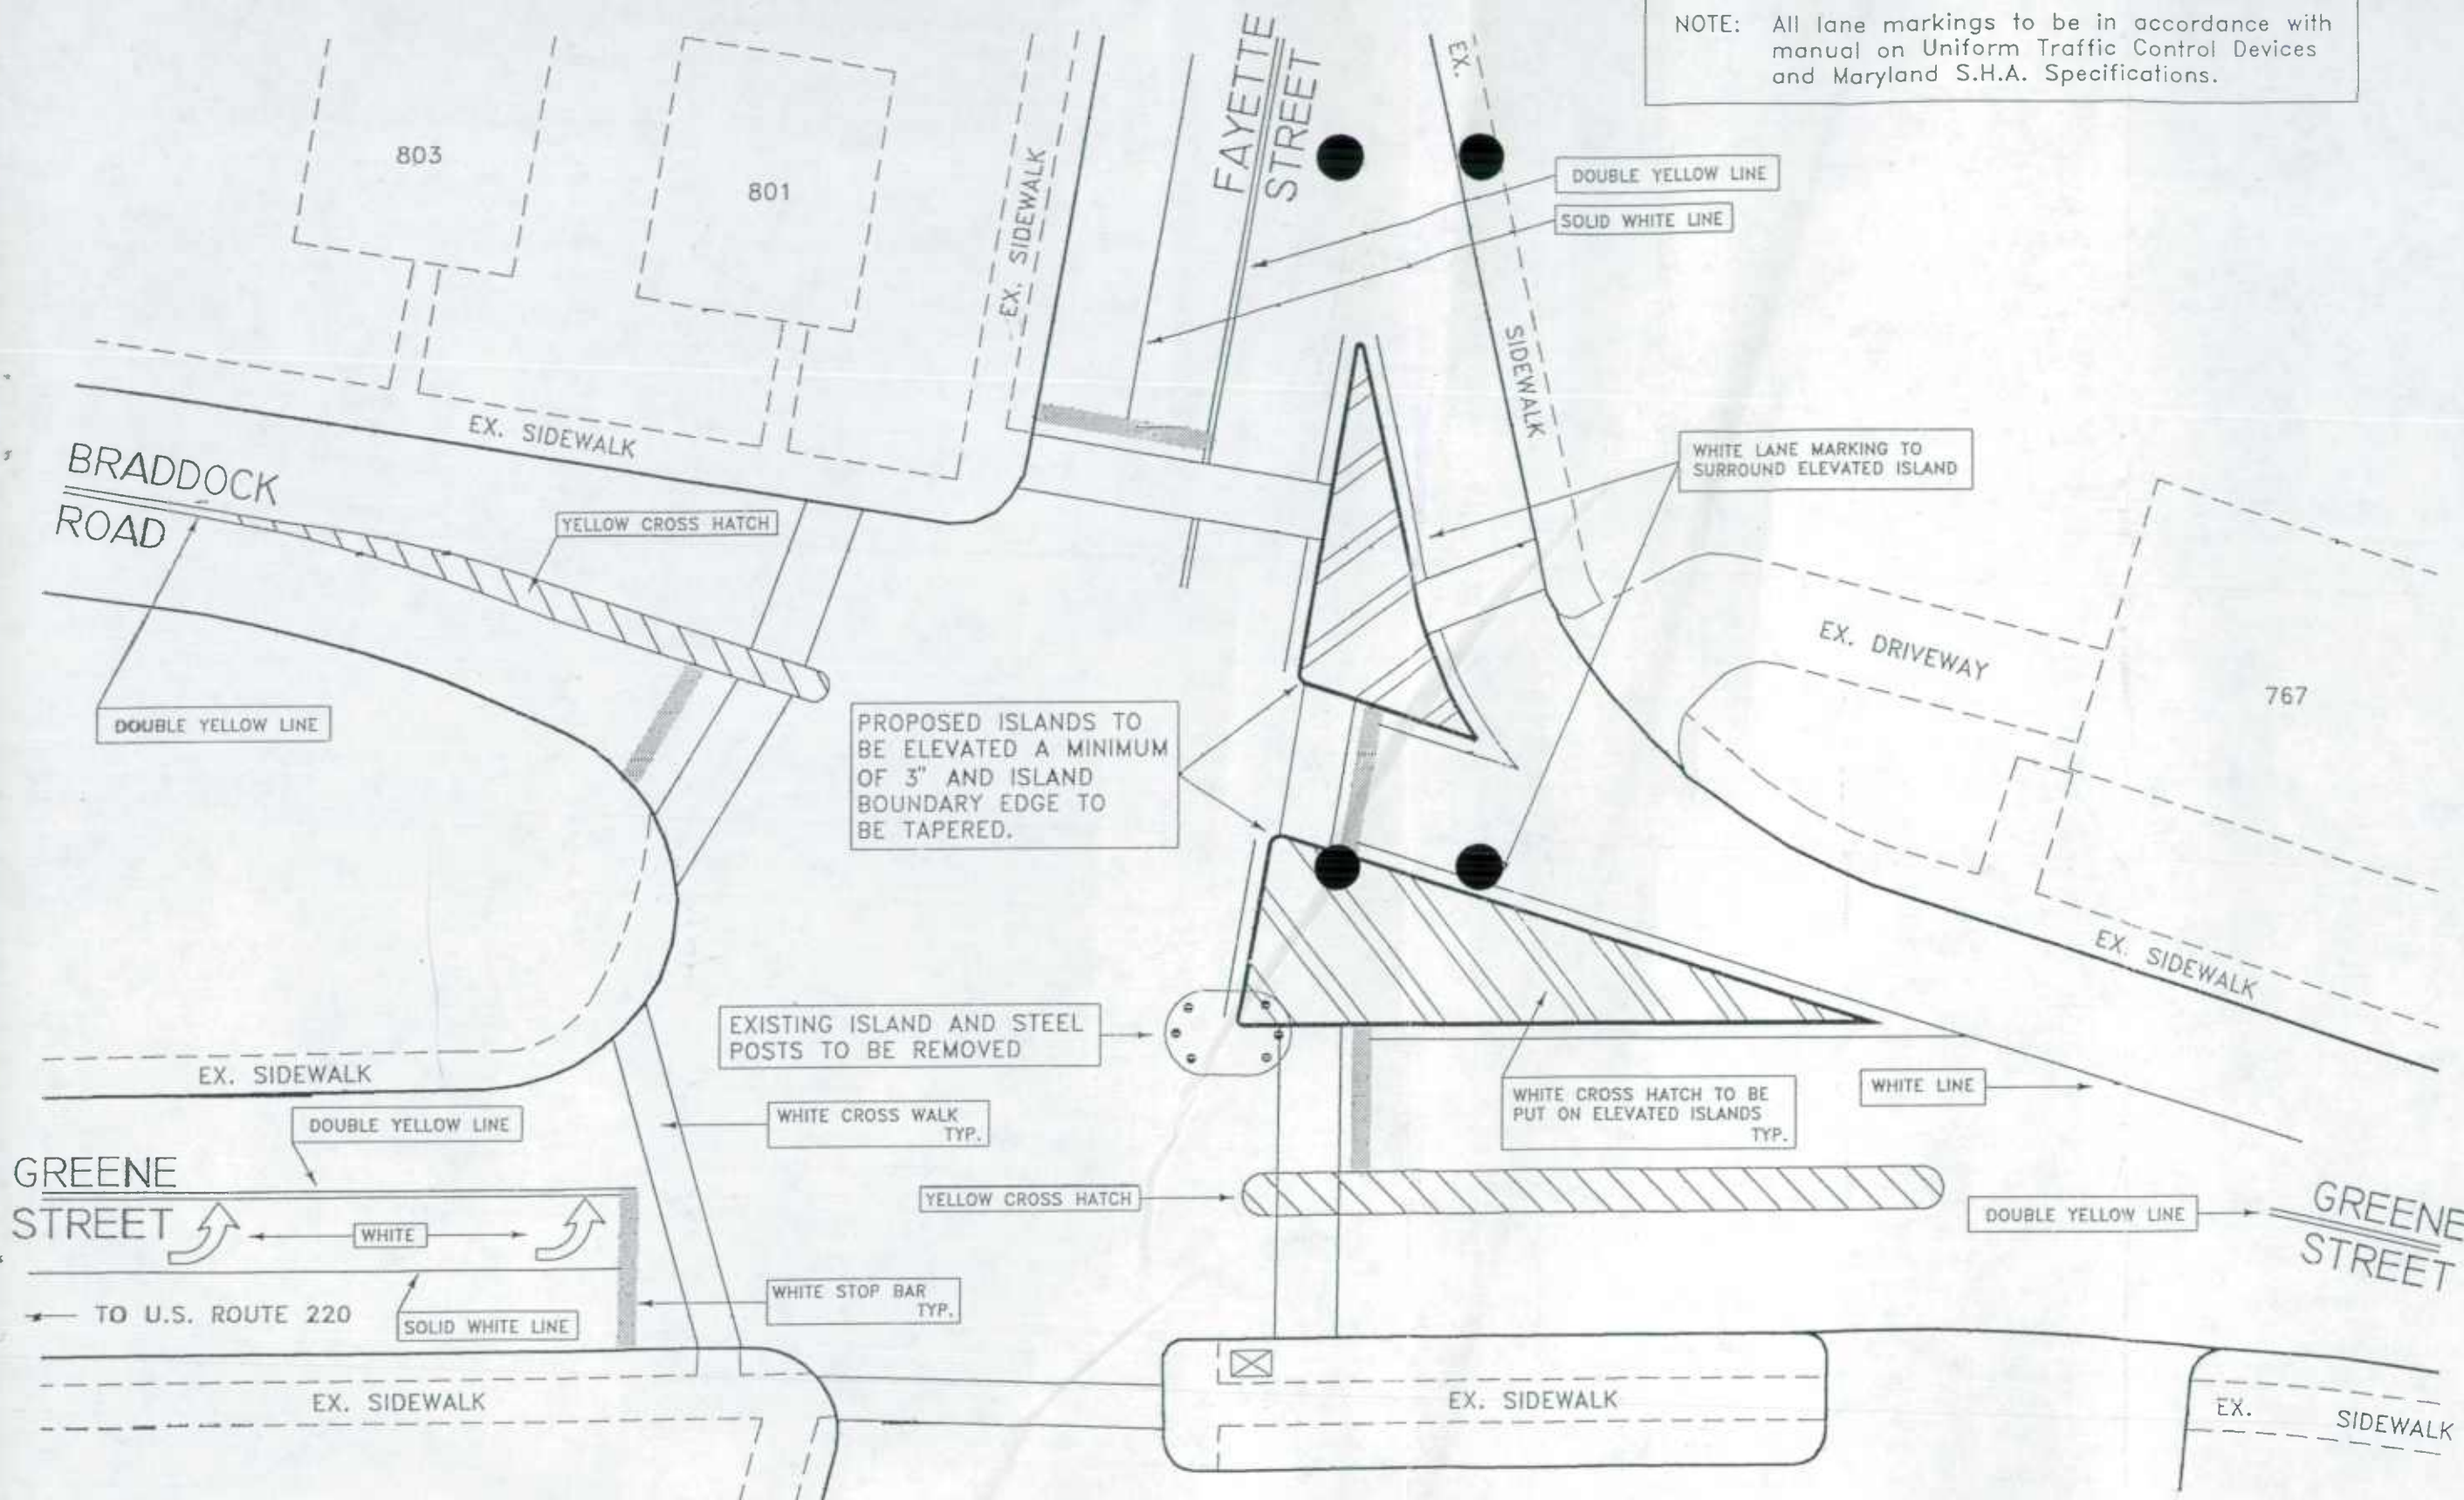 NOTE: All lane markings to be in accordance with
manual on Uniform Traffic Control Devices
and Maryland S.H.A. Specifications.
FAYETTE
STREET
EX.
SIDEWALK
803
801
EX. SIDEWALK
DOUBLE YELLOW LINE
SOLID WHITE LINE
EX. SIDEWALK
BRADDOCK
ROAD
YELLOW CROSS HATCH
WHITE LANE MARKING TO
SURROUND ELEVATED ISLAND
EX. DRIVEWAY
767
DOUBLE YELLOW LINE
PROPOSED ISLANDS TO
BE ELEVATED A MINIMUM
OF 3" AND ISLAND
BOUNDARY EDGE TO
BE TAPERED.
EX. SIDEWALK
EXISTING ISLAND AND STEEL
POSTS TO BE REMOVED
EX. SIDEWALK
WHITE CROSS HATCH TO BE
PUT ON ELEVATED ISLANDS
TYP.
WHITE LINE
DOUBLE YELLOW LINE
WHITE CROSS WALK
TYP.
GREENE
STREET
WHITE
YELLOW CROSS HATCH
DOUBLE YELLOW LINE
GREENE
STREET
TO U.S. ROUTE 220
SOLID WHITE LINE
WHITE STOP BAR
TYP.
EX. SIDEWALK
EX. SIDEWALK
EX. SIDEWALK